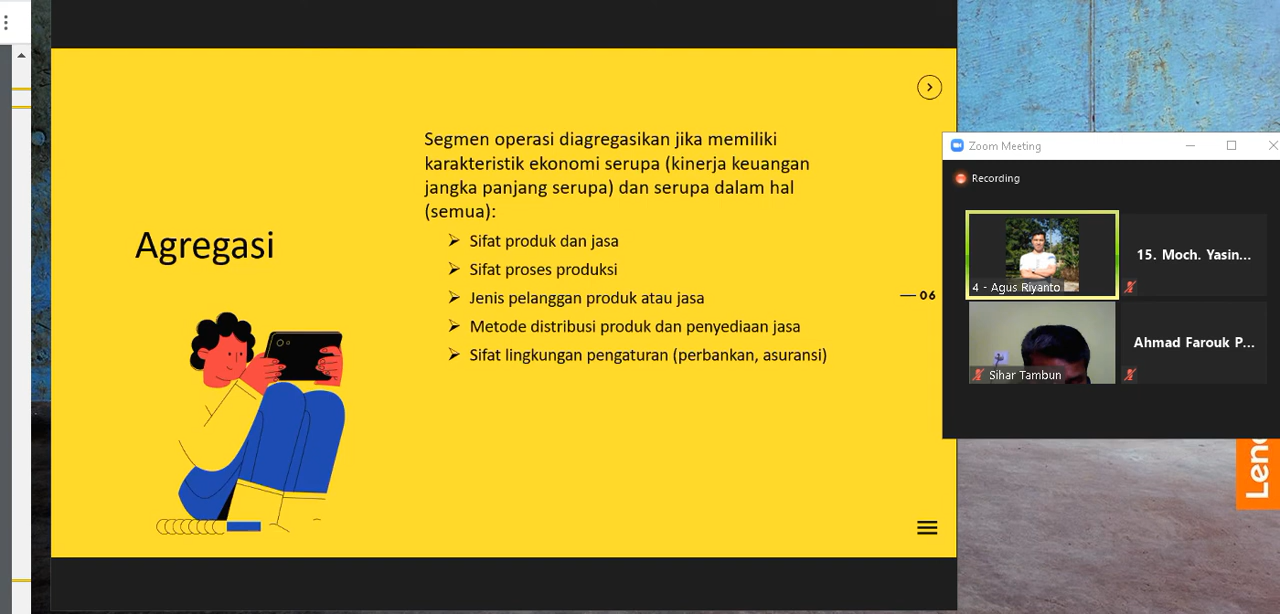 Agregasi
Segmen operasi diagregasikan jika memiliki
karakteristik ekonomi serupa (kinerja keuangan
jangka panjang serupa) dan serupa dalam hal
(semua):
Sifat produk dan jasa
Sifat proses produksi
Jenis pelanggan produk atau jasa
Metode distribusi produk dan penyediaan jasa
Sifat lingkungan pengaturan (perbankan, asuransi)
06
Zoom Meeting
Recording
4 - Agus Riyanto
15. Moch. Yasin...
Sihar Tambun
Ahmad Farouk P...